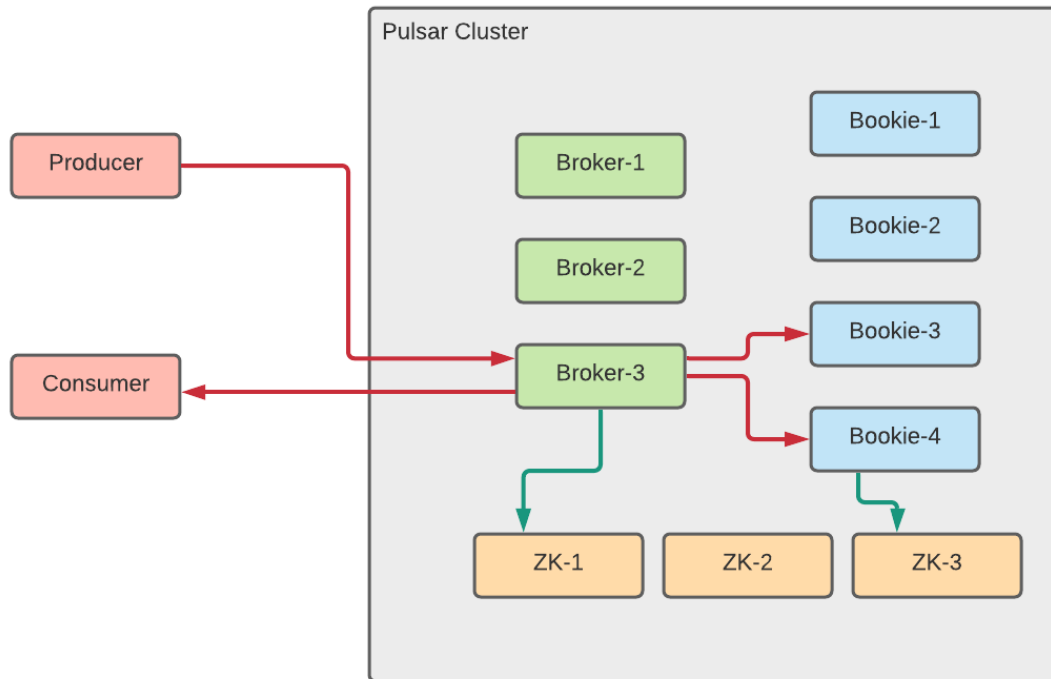 Pulsar Cluster
Bookie-1
Producer
Broker-1
Bookie-2
Broker-2
Bookie-3
Consumer
Broker-3
Bookie-4
ZK-1
ZK-2
ZK-3